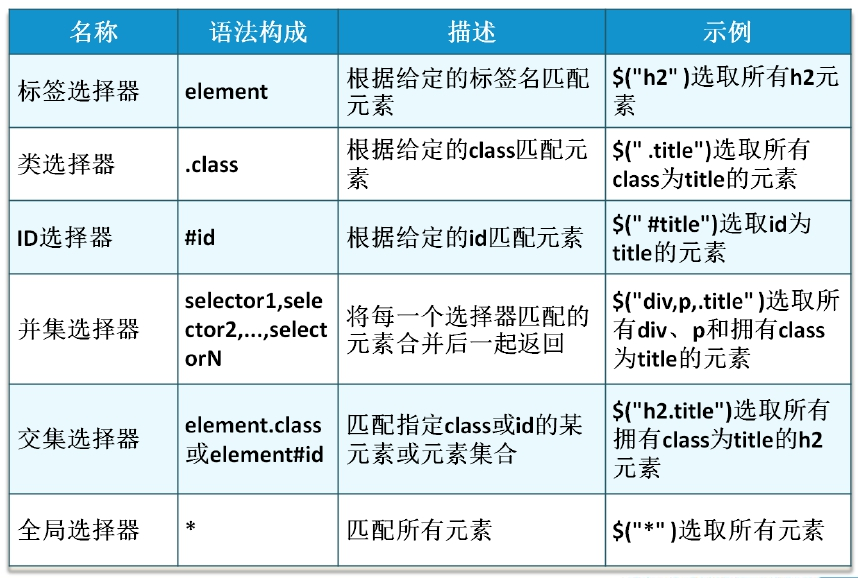 名称 语法构成 描述 示例
标签选择器 element 根据给定的标签名匹配
元素 $("h2" )选取所有h2元
素
类选择器 .class 根据给定的class匹配元
素 $(" .title")选取所有
class为title的元素
ID选择器 #id 根据给定的id匹配元素 $(" #title")选取id为
title的元素
并集选择器 selector1,sele
ctor2,...,select
orN 将每一个选择器匹配的
元素合并后一起返回 $("div,p,.title" )选取所
有div、p和拥有class
为title的元素
交集选择器 element.class
或element#id 匹配指定class或id的某
元素或元素集合 $("h2.title")选取所有
拥有class为title的h2
元素
全局选择器 * 匹配所有元素 $("*" )选取所有元素